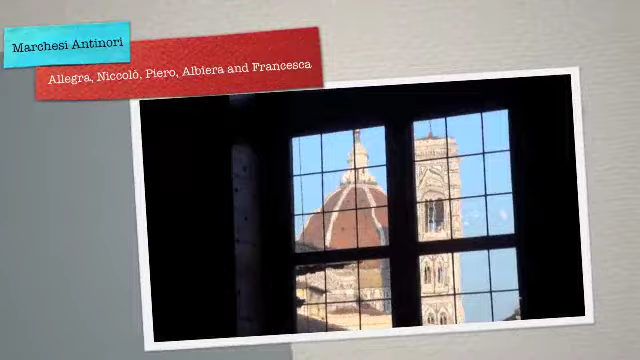 Marchesi Antinori
Allegra, Niccolò, Piero, Albiera and Francesca